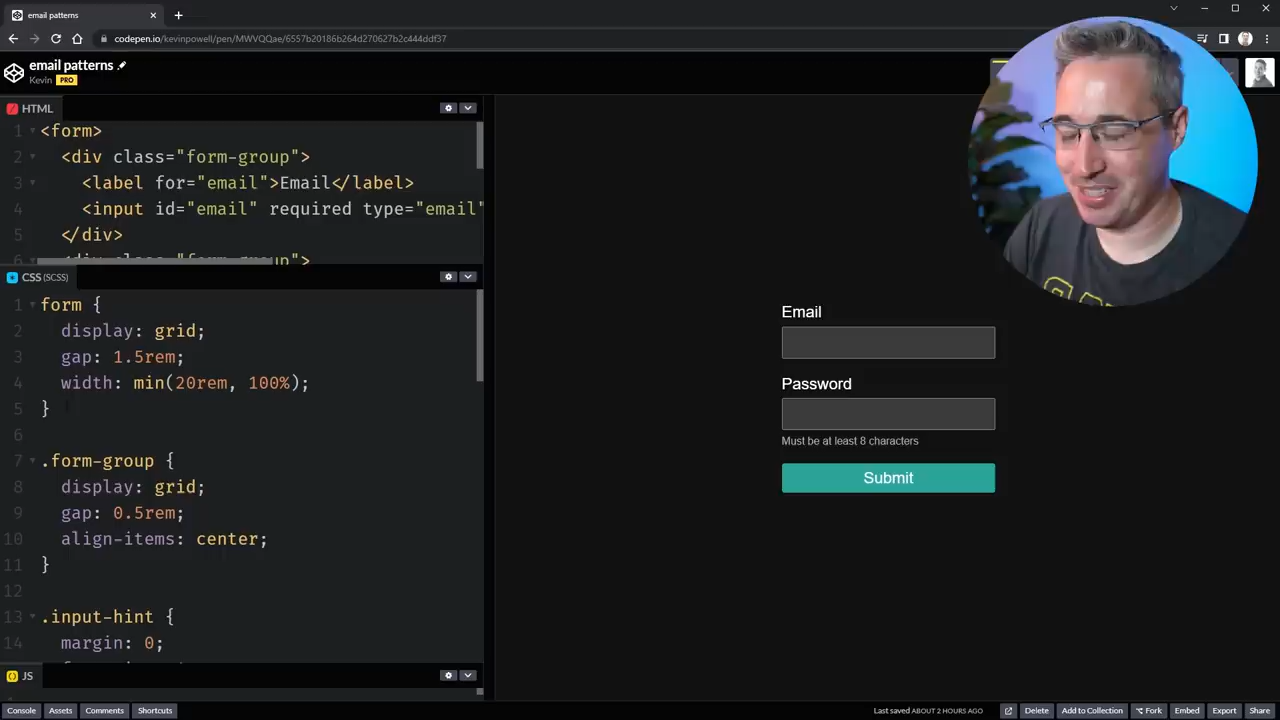 email patterns
codepen.io/kevinpowell/pen/MWVQQae/6557b20186b264d270627b2c444ddf37
email patterns
Kevin PRO
HTML
1 <form>
2 <div class="form-group">
3 <label for="email">Email</label>
4 <input id="email" required type="email"
5 </div>
6 <div class="form-group">
CSS (SCSS)
1 form {
2 display: grid;
3 gap: 1.5rem;
4 width: min(20rem, 100%);
5 }
6
7 .form-group {
8 display: grid;
9 gap: 0.5rem;
10 align-items: center;
11 }
12
13 .input-hint {
14 margin: 0;
JS
Email
Password
Must be at least 8 characters
Submit
Console Assets Comments Shortcuts
Last saved ABOUT 2 HOURS AGO Delete Add to Collection Fork Embed Export Share